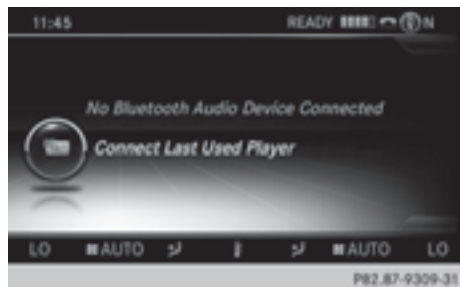 11:45 READY N
No Bluetooth Audio Device Connected
Connect Last Used Player
LO AUTO AUTO LO
P82.87-9309-31